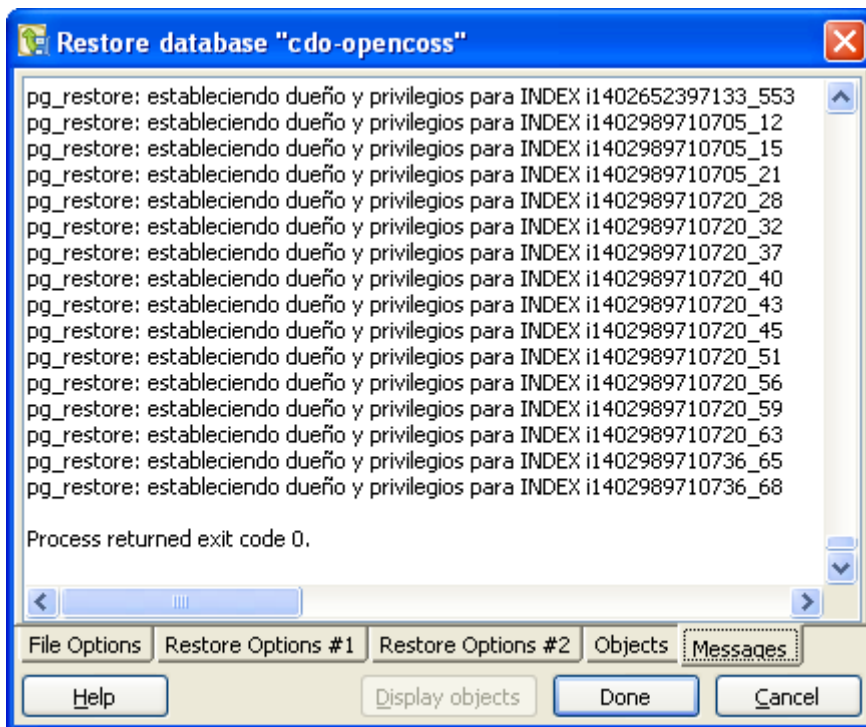 Restore database "cdo-opencoss"
pg_restore: estableciendo dueño y privilegios para INDEX i1402652397133_553
pg_restore: estableciendo dueño y privilegios para INDEX i1402989710705_12
pg_restore: estableciendo dueño y privilegios para INDEX i1402989710705_15
pg_restore: estableciendo dueño y privilegios para INDEX i1402989710705_21
pg_restore: estableciendo dueño y privilegios para INDEX i1402989710720_28
pg_restore: estableciendo dueño y privilegios para INDEX i1402989710720_32
pg_restore: estableciendo dueño y privilegios para INDEX i1402989710720_37
pg_restore: estableciendo dueño y privilegios para INDEX i1402989710720_40
pg_restore: estableciendo dueño y privilegios para INDEX i1402989710720_43
pg_restore: estableciendo dueño y privilegios para INDEX i1402989710720_45
pg_restore: estableciendo dueño y privilegios para INDEX i1402989710720_51
pg_restore: estableciendo dueño y privilegios para INDEX i1402989710720_56
pg_restore: estableciendo dueño y privilegios para INDEX i1402989710720_59
pg_restore: estableciendo dueño y privilegios para INDEX i1402989710720_63
pg_restore: estableciendo dueño y privilegios para INDEX i1402989710736_65
pg_restore: estableciendo dueño y privilegios para INDEX i1402989710736_68
Process returned exit code 0.
File Options Restore Options #1 Restore Options #2 Objects Messages
Help Display objects Done Cancel